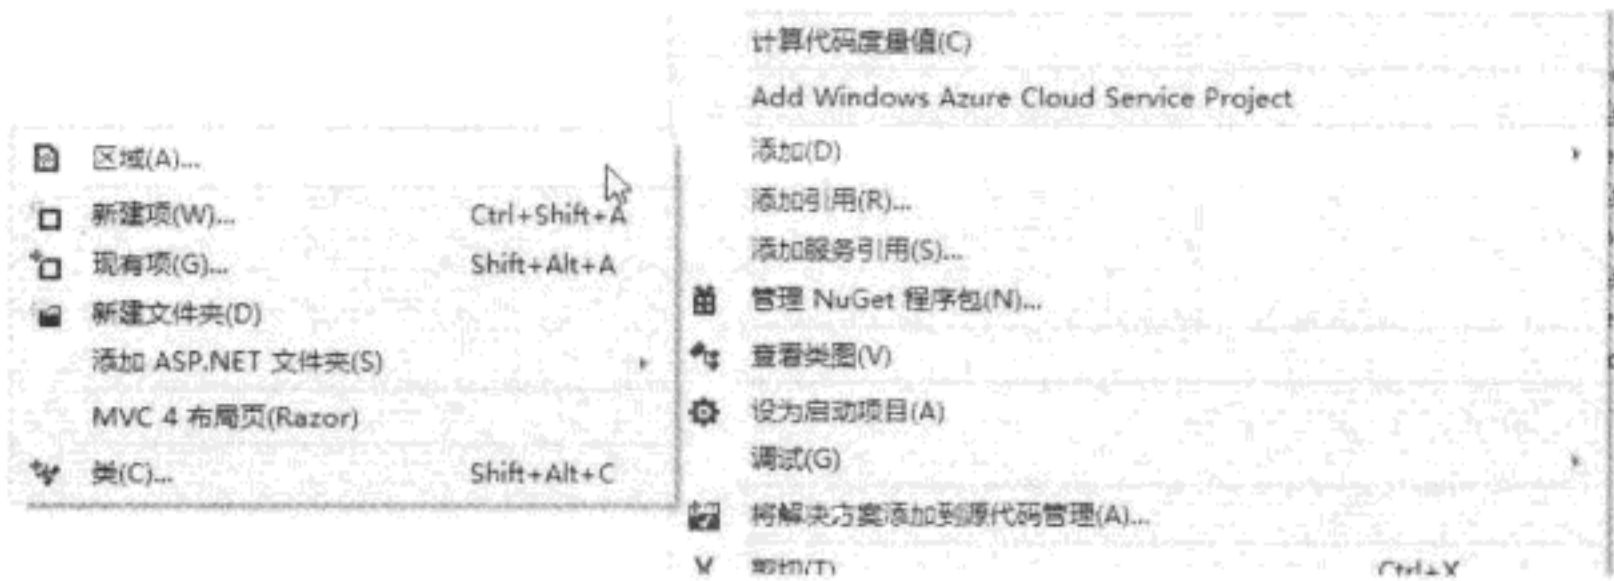 计算代码度量值(C)
Add Windows Azure Cloud Service Project
添加(D)
添加引用(R)...
添加服务引用(S)...
管理 NuGet 程序包(N)...
查看类图(V)
设为启动项目(A)
调试(G)
将解决方案添加到源代码管理(A)...
剪切(T) Ctrl+X
区域(A)...
新建项(W)... Ctrl+Shift+A
现有项(G)... Shift+Alt+A
新建文件夹(D)
添加 ASP.NET 文件夹(S)
MVC 4 布局页(Razor)
类(C)... Shift+Alt+C